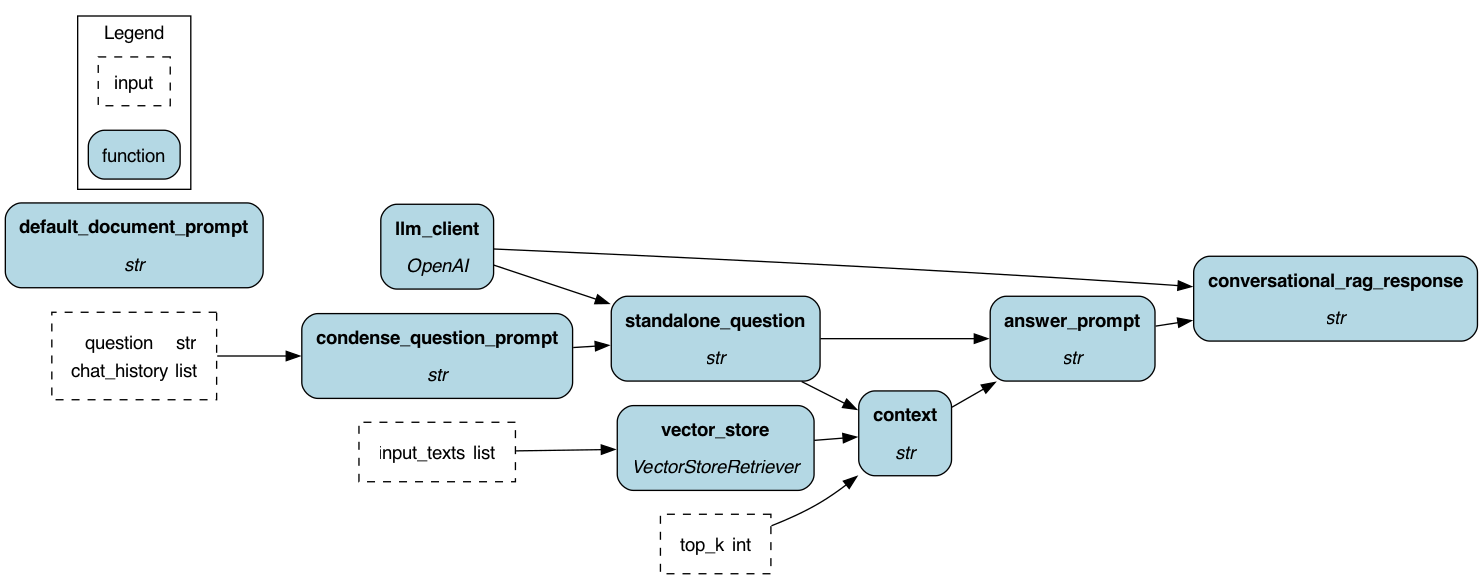 Legend
input
function
default_document_prompt
str
llm_client
OpenAI
conversational_rag_response
str
question str
chat_history list
condense_question_prompt
str
standalone_question
str
answer_prompt
str
input_texts list
vector_store
VectorStoreRetriever
context
str
top_k int